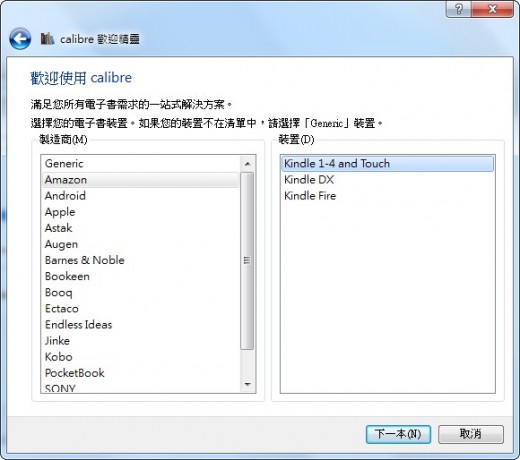 calibre 歡迎精靈
歡迎使用 calibre
滿足您所有電子書需求的一站式解決方案。
選擇您的電子書裝置。如果您的裝置不在清單中，請選擇「Generic」裝置。
製造商(M)
Generic
Amazon
Android
Apple
Astak
Augen
Barnes & Noble
Bookeen
Booq
Ectaco
Endless Ideas
Jinke
Kobo
PocketBook
SONY
裝置(D)
Kindle 1-4 and Touch
Kindle DX
Kindle Fire
下一本(N)
取消